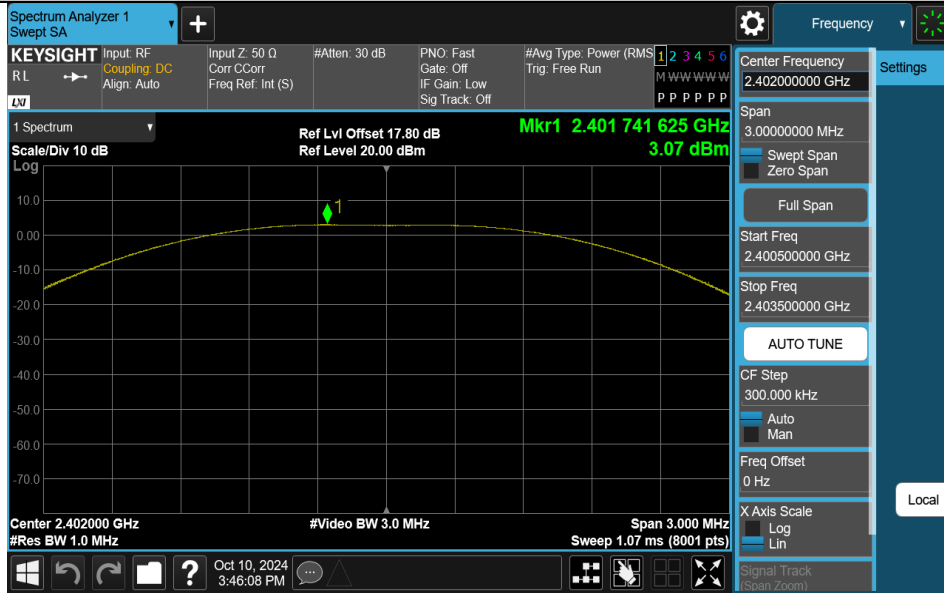 Spectrum Analyzer 1
Swept SA
+
Frequency
KEYSIGHT
RL
LXI
Input: RF
Coupling: DC
Align: Auto
Input Z: 50 Ω
Corr CCorr
Freq Ref: Int (S)
#Atten: 30 dB
PNO: Fast
Gate: Off
IF Gain: Low
Sig Track: Off
#Avg Type: Power (RMS
Trig: Free Run
1 2 3 4 5 6
M W W W W W
P P P P P P
Center Frequency
2.402000000 GHz
Settings
1 Spectrum
Scale/Div 10 dB
Log
Ref Lvl Offset 17.80 dB
Ref Level 20.00 dBm
Mkr1 2.401 741 625 GHz
3.07 dBm
Span
3.00000000 MHz
Swept Span
Zero Span
Full Span
1
10.0
0.00
-10.0
-20.0
-30.0
-40.0
-50.0
-60.0
-70.0
Start Freq
2.400500000 GHz
Stop Freq
2.403500000 GHz
AUTO TUNE
CF Step
300.000 kHz
Auto
Man
Freq Offset
0 Hz
Local
X Axis Scale
Log
Lin
Signal Track
(Span Zoom)
Center 2.402000 GHz
#Res BW 1.0 MHz
#Video BW 3.0 MHz
Span 3.000 MHz
Sweep 1.07 ms (8001 pts)
?
Oct 10, 2024
3:46:08 PM